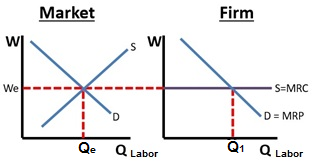 Market
Firm
W
S
We
D
Qe
Q Labor
W
S=MRC
D = MRP
Q1
Q Labor